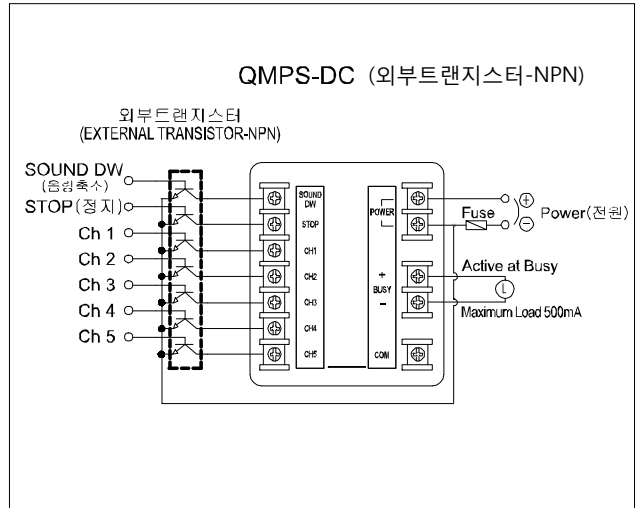 QMPS-DC (외부트랜지스터-NPN)
외부트랜지스터
(EXTERNAL TRANSISTOR-NPN)
SOUND DW
(음량축소)
STOP(정지)
Ch 1
Ch 2
Ch 3
Ch 4
Ch 5
SOUND
DW
STOP
CH1
CH2
CH3
CH4
CH5
POWER
+
BUSY
-
COM
Fuse
Power(전원)
Active at Busy
L
Maximum Load 500mA